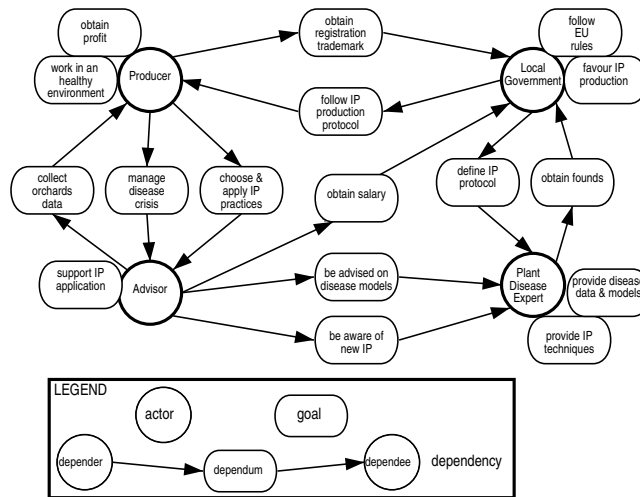 obtain
profit
work in an
healthy
environment
Producer
obtain
registration
trademark
follow
EU
rules
Local
Government
favour IP
production
follow IP
production
protocol
collect
orchards
data
manage
disease
crisis
choose &
apply IP
practices
obtain salary
define IP
protocol
obtain founds
support IP
application
Advisor
be advised on
disease models
Plant
Disease
Expert
provide disease
data & models
be aware of
new IP
provide IP
techniques
LEGEND
actor
goal
depender
dependum
dependee
dependency